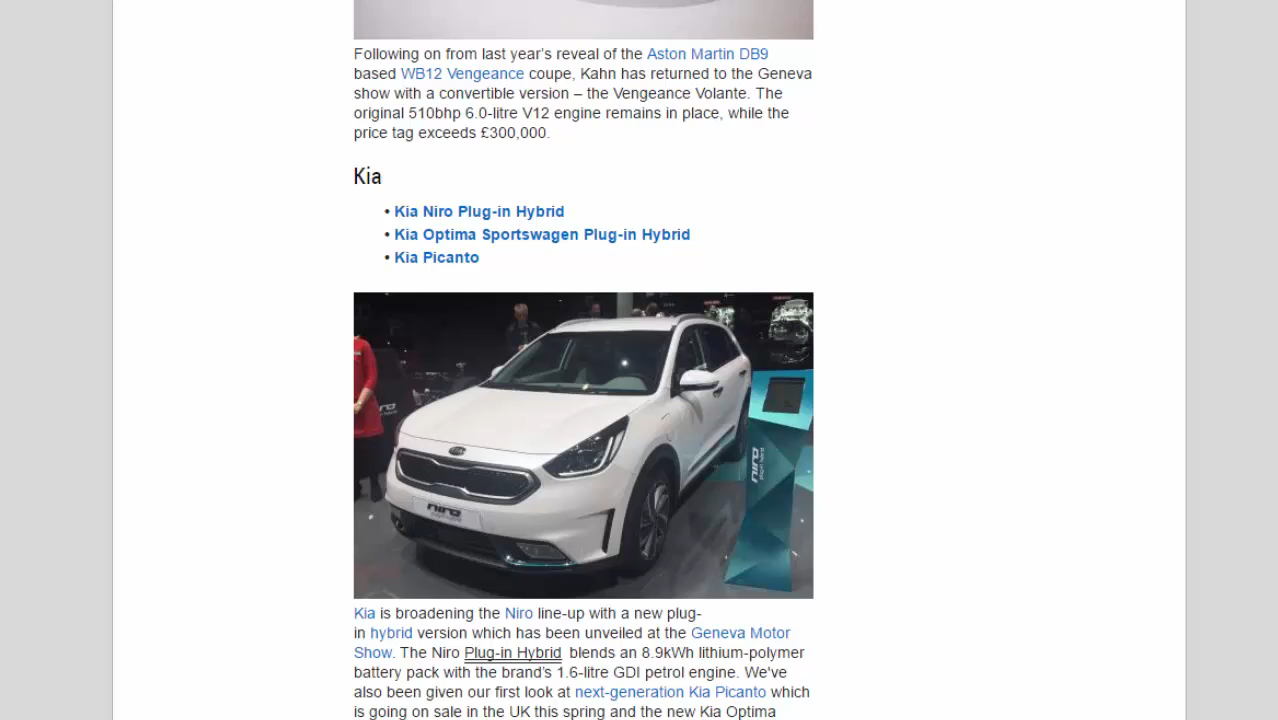 Following on from last year's reveal of the Aston Martin DB9
based WB12 Vengeance coupe, Kahn has returned to the Geneva
show with a convertible version – the Vengeance Volante. The
original 510bhp 6.0-litre V12 engine remains in place, while the
price tag exceeds £300,000.
Kia
• Kia Niro Plug-in Hybrid
• Kia Optima Sportswagen Plug-in Hybrid
• Kia Picanto
niro
niro
Kia is broadening the Niro line-up with a new plug-
in hybrid version which has been unveiled at the Geneva Motor
Show. The Niro Plug-in Hybrid blends an 8.9kWh lithium-polymer
battery pack with the brand's 1.6-litre GDI petrol engine. We've
also been given our first look at next-generation Kia Picanto which
is going on sale in the UK this spring and the new Kia Optima